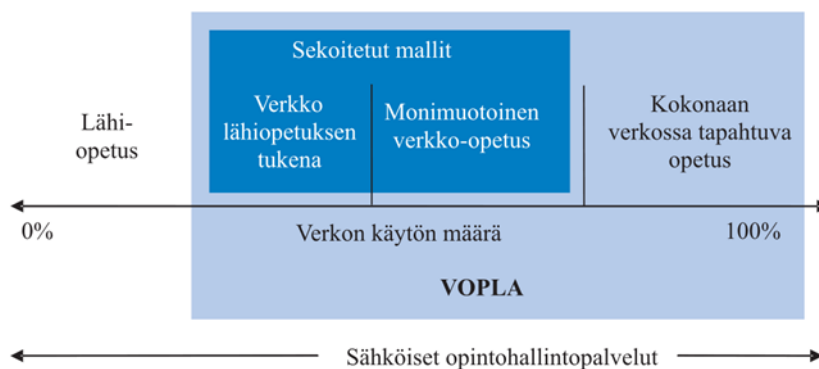 Sekoitetut mallit
Lähi-
opetus
Verkko
lähiopetuksen
tukena
Monimuotoinen
verkko-opetus
Kokonaan
verkossa tapahtuva
opetus
0%
Verkon käytön määrä
100%
VOPLA
Sähköiset opintohallintopalvelut